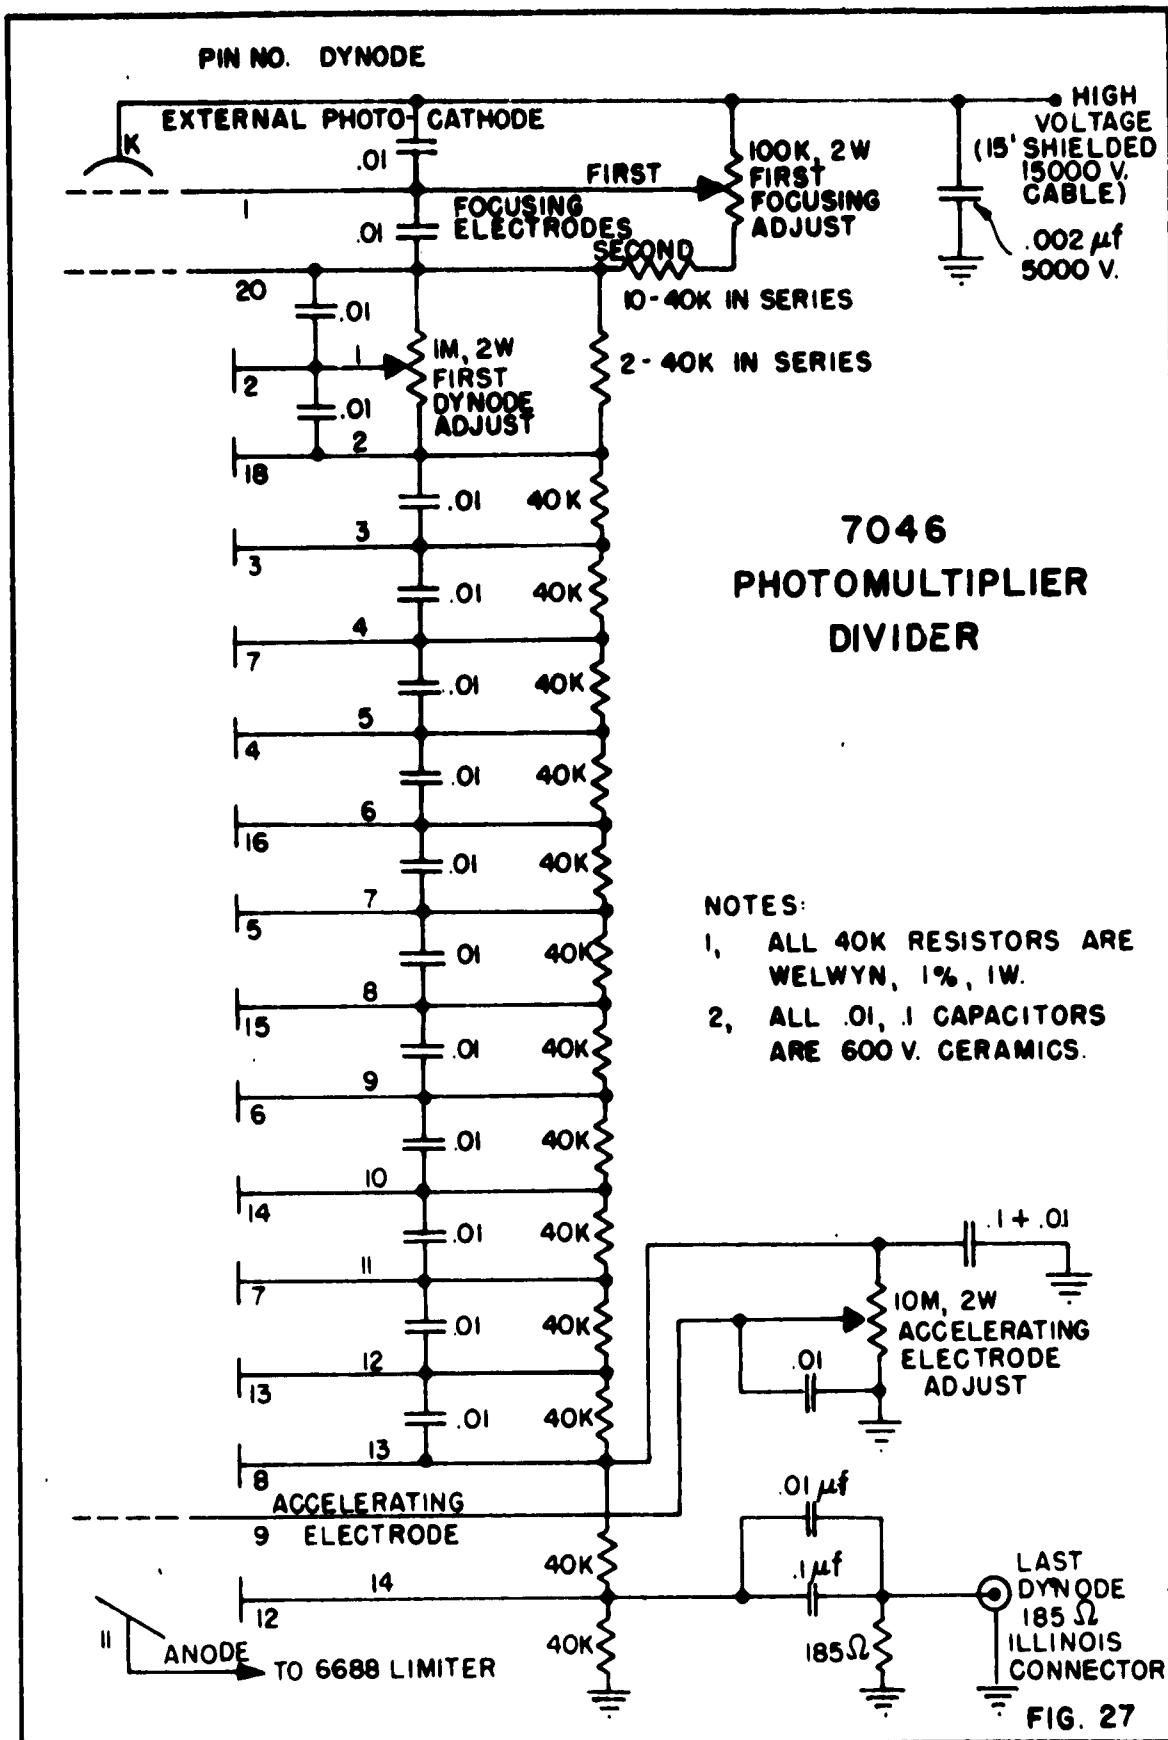 PIN NO. DYNODE
HIGH
VOLTAGE
(15' SHIELDED
15000 V.
CABLE)
EXTERNAL PHOTO-CATHODE
K
.01
100K, 2W
FIRST
FOCUSING
ADJUST
FIRST
1
FOCUSING
ELECTRODES
.01
.002 µf
5000 V.
SECOND
20
10-40K IN SERIES
.01
1
1M, 2W
FIRST
DYNODE
ADJUST
2-40K IN SERIES
2
.01
2
18
.01
40K
7046
PHOTOMULTIPLIER
DIVIDER
3
3
.01
40K
4
7
.01
40K
5
4
.01
40K
6
16
.01
40K
7
5
.01
40K
NOTES:
1, ALL 40K RESISTORS ARE
WELWYN, 1%, 1W.
2, ALL .01, .1 CAPACITORS
ARE 600 V. CERAMICS.
8
15
.01
40K
9
6
.01
40K
10
14
.01
40K
11
7
.01
40K
12
13
.01
40K
13
8
.1 + .01
10M, 2W
ACCELERATING
ELECTRODE
ADJUST
.01
ACCELERATING
9 ELECTRODE
40K
14
12
.01 µf
.1 µf
LAST
DYNODE
185 Ω
ILLINOIS
CONNECTOR
185Ω
40K
11
ANODE
TO 6688 LIMITER
FIG. 27